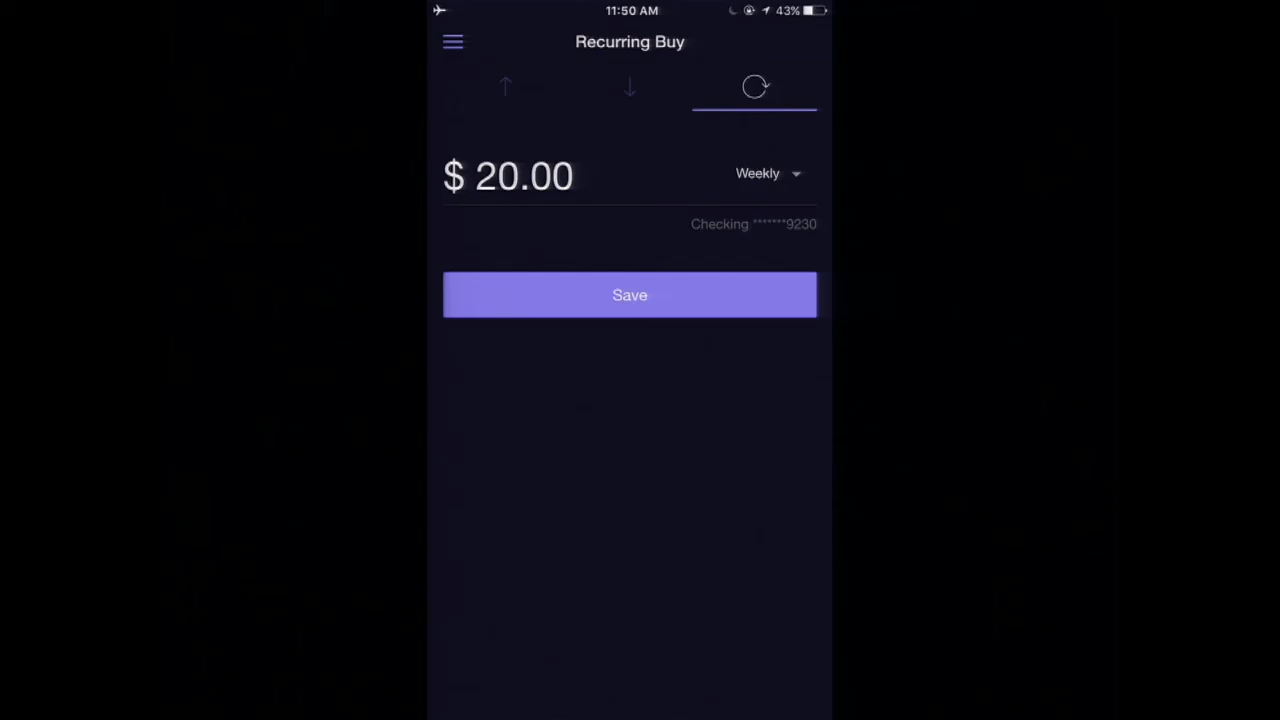 11:50 AM 43%
Recurring Buy
$ 20.00 Weekly
Checking *******9230
Save